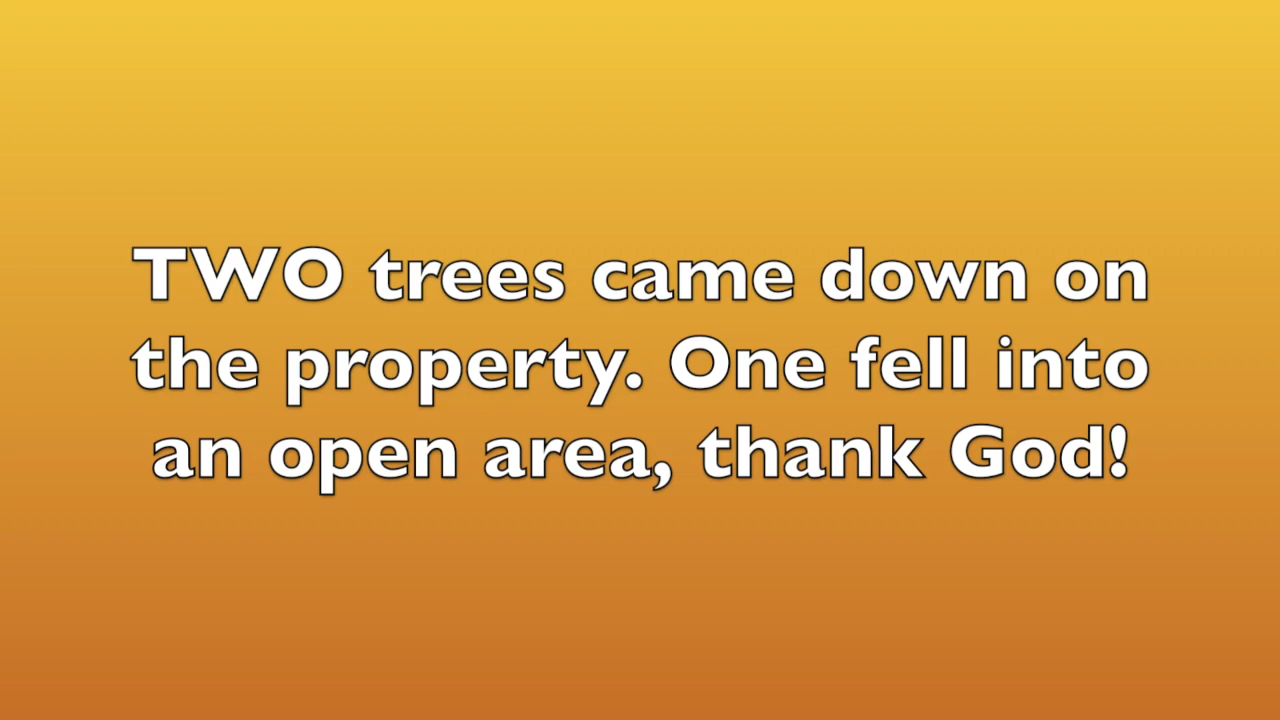 TWO trees came down on
the property. One fell into
an open area, thank God!